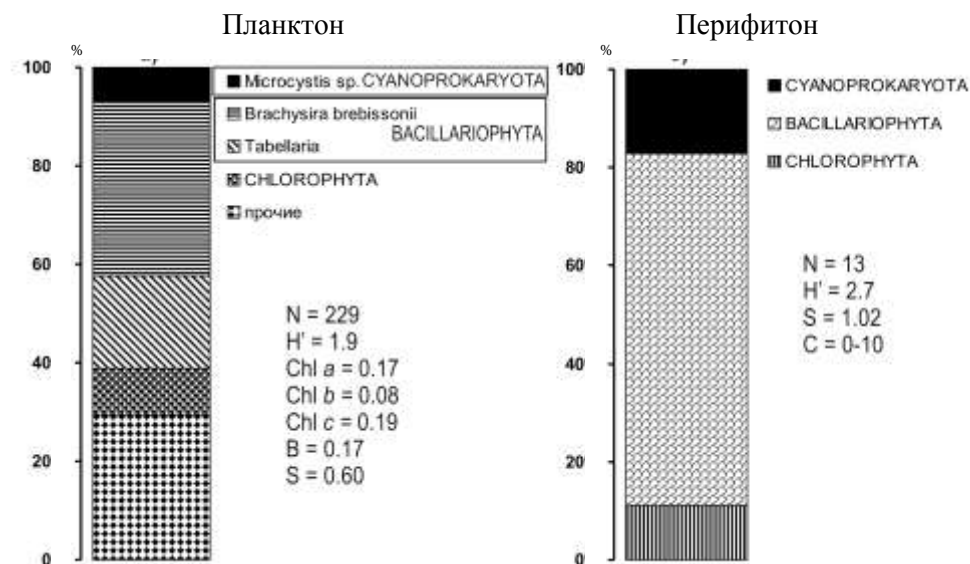 Планктон
%
100
80
60
40
20
0
Microcystis sp. CYANOPROKARYOTA
Brachysira brebissonii
BACILLARIOPHYTA
Tabellaria
CHLOROPHYTA
прочие
N = 229
H' = 1.9
Chl a = 0.17
Chl b = 0.08
Chl c = 0.19
B = 0.17
S = 0.60
Перифитон
%
100
80
60
40
20
0
CYANOPROKARYOTA
BACILLARIOPHYTA
CHLOROPHYTA
N = 13
H' = 2.7
S = 1.02
C = 0-10